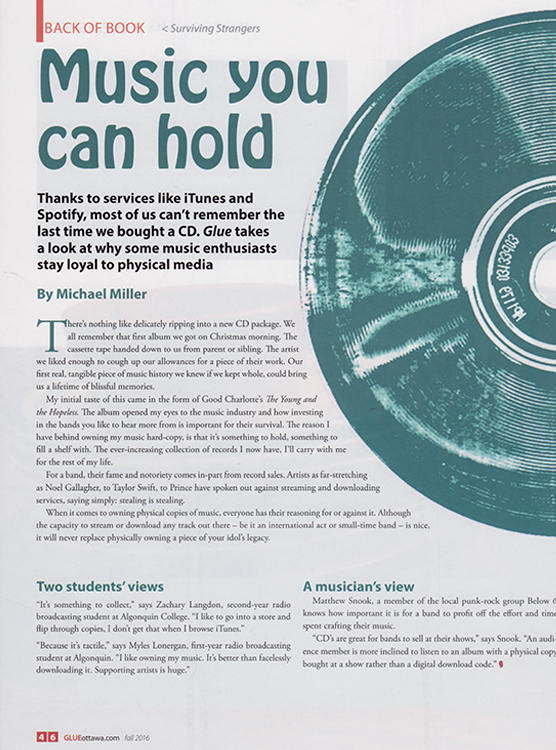 BACK OF BOOK < Surviving Strangers
Music you
can hold
Thanks to services like iTunes and
Spotify, most of us can't remember the
last time we bought a CD. Glue takes
a look at why some music enthusiasts
stay loyal to physical media
By Michael Miller
There's nothing like delicately ripping into a new CD package. We
all remember that first album we got on Christmas morning. The
cassette tape handed down to us from parent or sibling. The artist
we liked enough to cough up our allowances for a piece of their work. Our
first real, tangible piece of music history we knew if we kept whole, could bring
us a lifetime of blissful memories.
My initial taste of this came in the form of Good Charlotte's The Young and
the Hopeless. The album opened my eyes to the music industry and how investing
in the bands you like to hear more from is important for their survival. The reason I
have behind owning my music hard-copy, is that it's something to hold, something to
fill a shelf with. The ever-increasing collection of records I now have, I'll carry with me
for the rest of my life.
For a band, their fame and notoriety comes in-part from record sales. Artists as far-stretching
as Noel Gallagher, to Taylor Swift, to Prince have spoken out against streaming and downloading
services, saying simply: stealing is stealing.
When it comes to owning physical copies of music, everyone has their reasoning for or against it. Although
the capacity to stream or download any track out there – be it an international act or small-time band – is nice,
it will never replace physically owning a piece of your idol's legacy.
Two students' views
"It's something to collect," says Zachary Langdon, second-year radio
broadcasting student at Algonquin College. "I like to go into a store and
flip through copies, I don't get that when I browse iTunes."
"Because it's tactile," says Myles Lonergan, first-year radio broadcasting
student at Algonquin. "I like owning my music. It's better than facelessly
downloading it. Supporting artists is huge."
A musician's view
Matthew Snook, a member of the local punk-rock group Below 6
knows how important it is for a band to profit off the effort and time
spent crafting their music.
"CD's are great for bands to sell at their shows," says Snook. "An audi-
ence member is more inclined to listen to an album with a physical copy
bought at a show rather than a digital download code."
46 GLUEottawa.com fall 2016